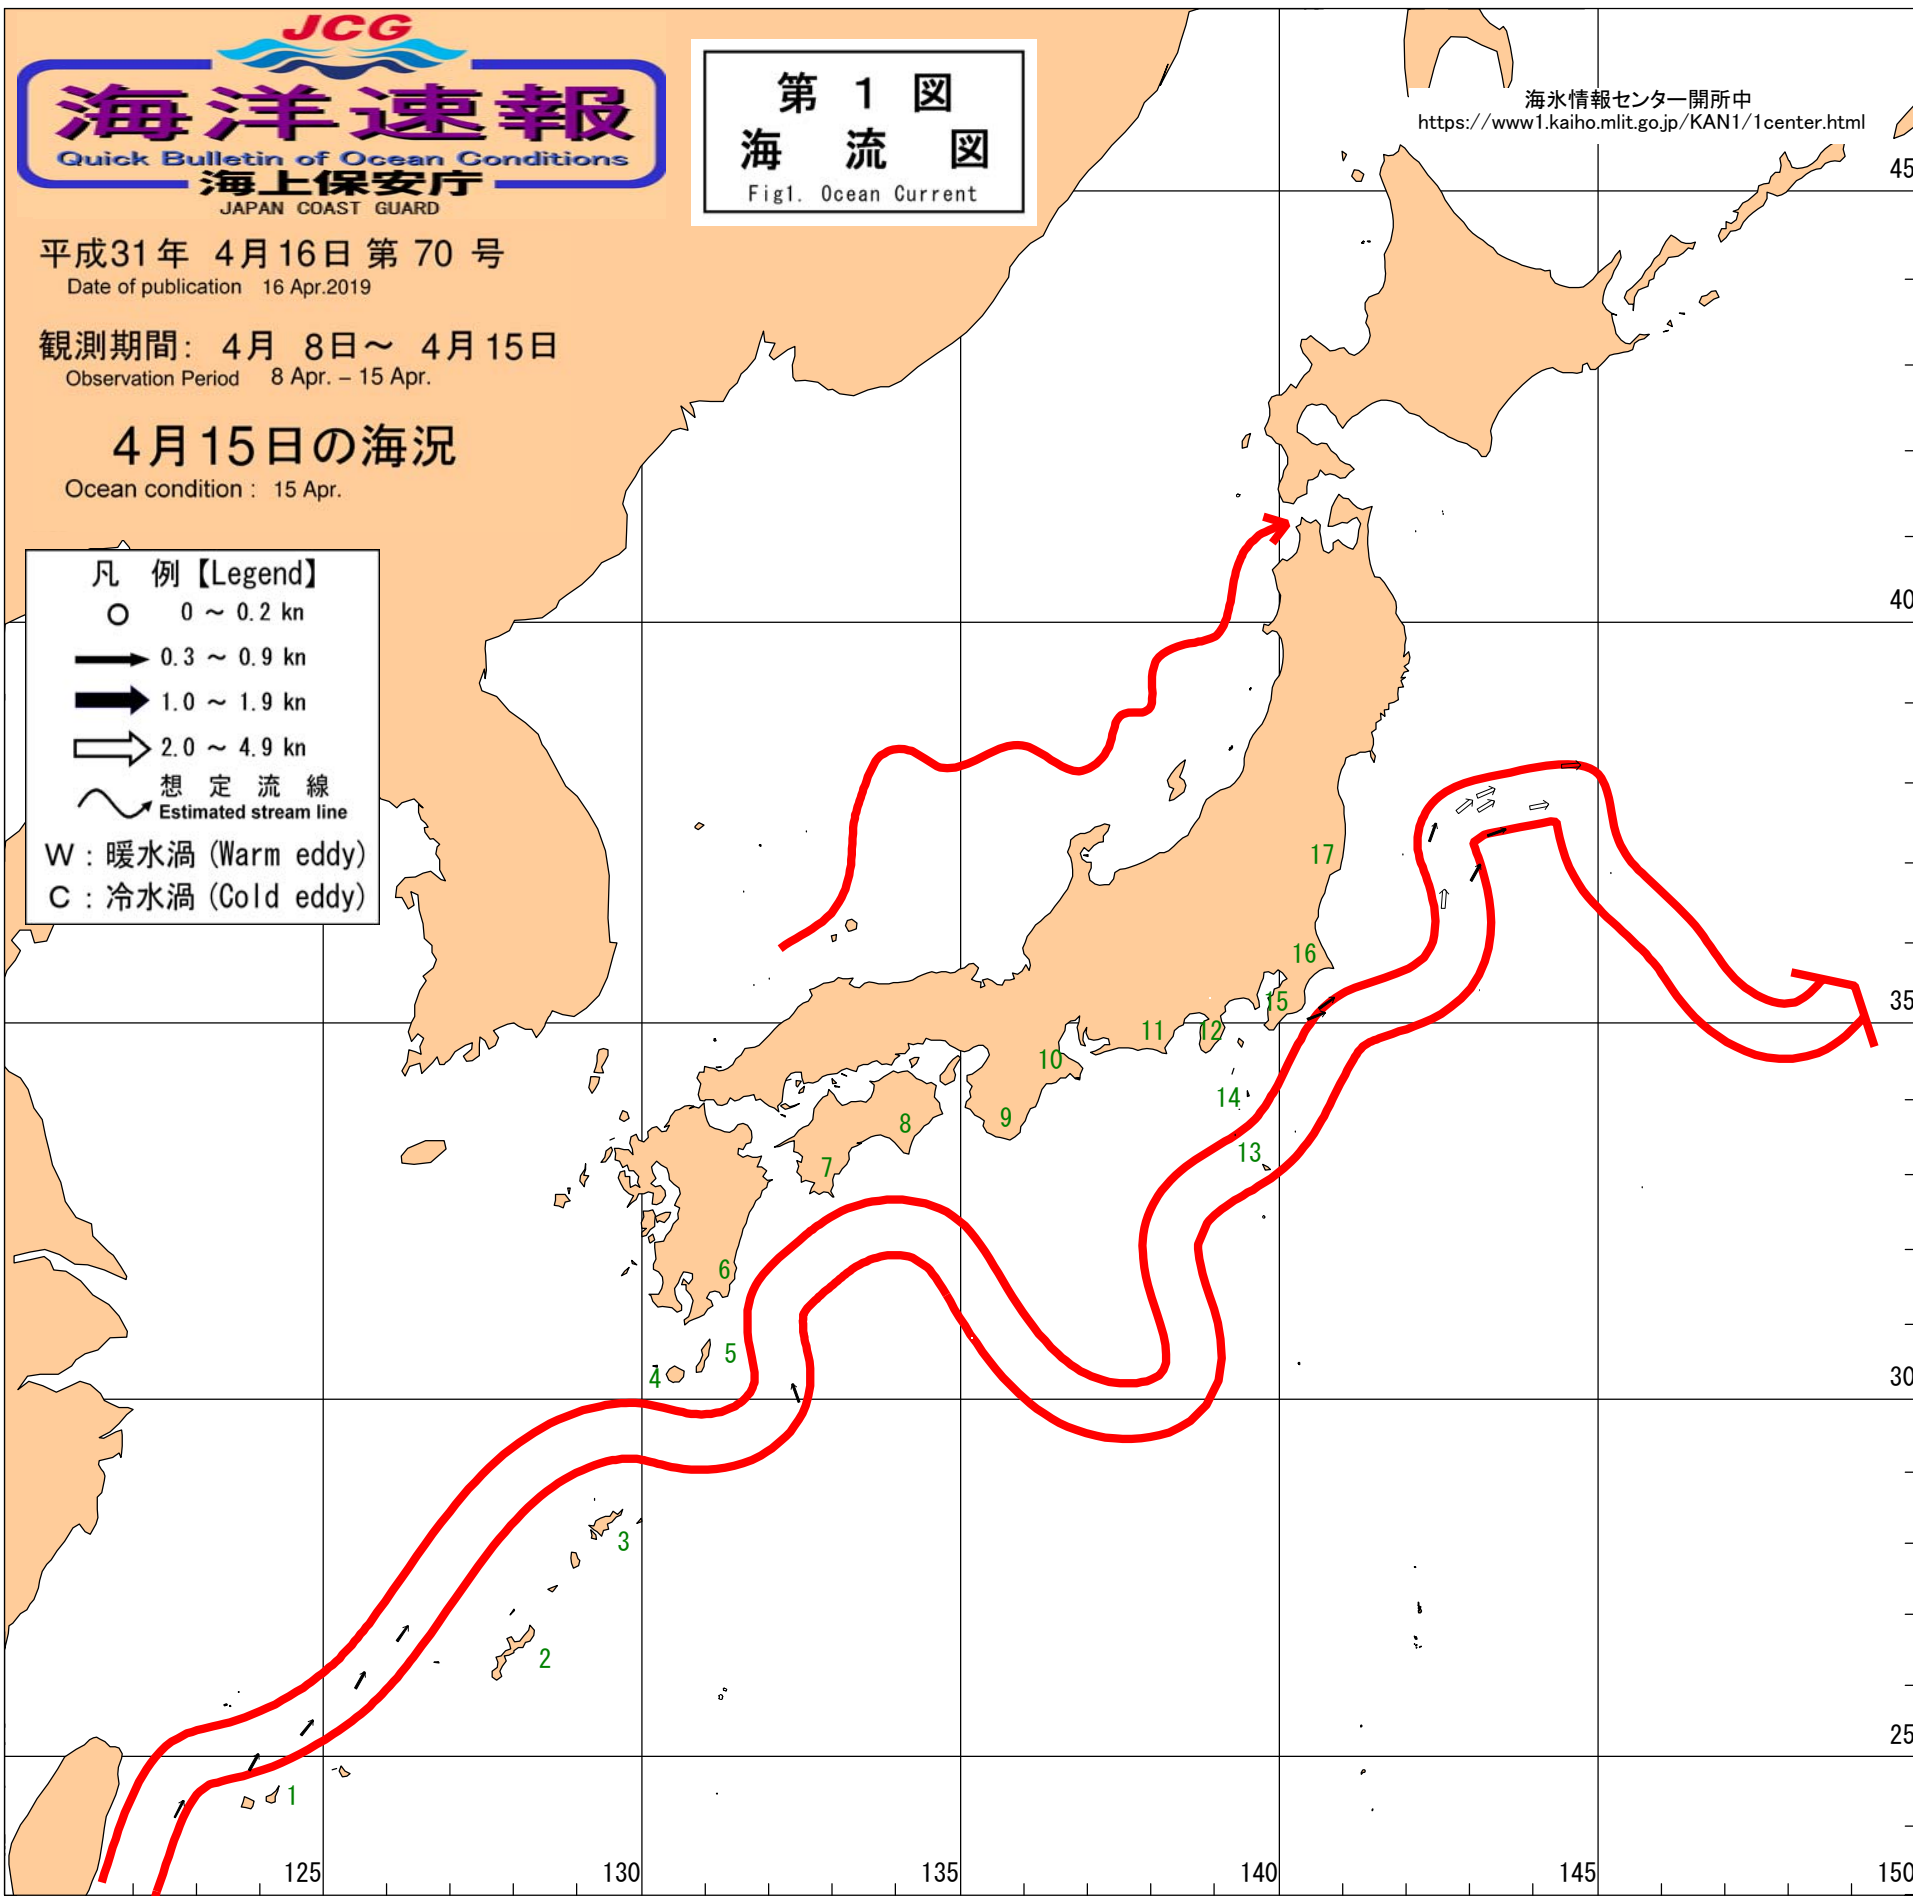 JCG
海洋速報
Quick Bulletin of Ocean Conditions
海上保安庁
JAPAN COAST GUARD
平成31年 4月16日 第 70 号
Date of publication 16 Apr.2019
観測期間: 4月 8日～ 4月15日
Observation Period 8 Apr. – 15 Apr.
4月15日の海況
Ocean condition : 15 Apr.
第 1 図
海 流 図
Fig1. Ocean Current
海氷情報センター開所中
https://www1.kaiho.mlit.go.jp/KAN1/1center.html
凡 例【Legend】
0 ～ 0.2 kn
0.3 ～ 0.9 kn
1.0 ～ 1.9 kn
2.0 ～ 4.9 kn
想 定 流 線
Estimated stream line
W : 暖水渦 (Warm eddy)
C : 冷水渦 (Cold eddy)
45
40
35
30
25
17
16
15
12
11
10
14
13
9
8
7
6
5
4
3
2
1
125
130
135
140
145
150